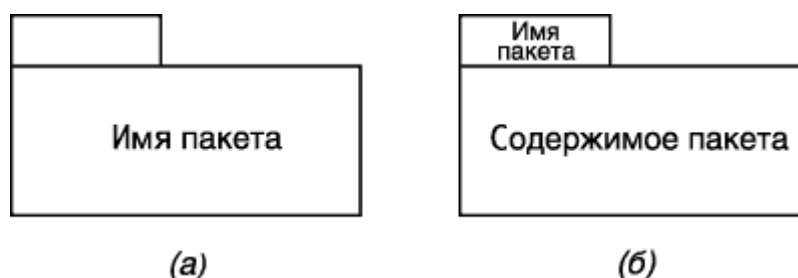 Имя
пакета
Имя пакета
Содержимое пакета
(а)
(б)